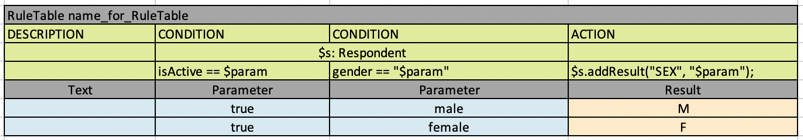 RuleTable name_for_RuleTable
DESCRIPTION CONDITION CONDITION ACTION
$s: Respondent
isActive == $param gender == "$param" $s.addResult("SEX", "$param");
Text Parameter Parameter Result
true male M
true female F